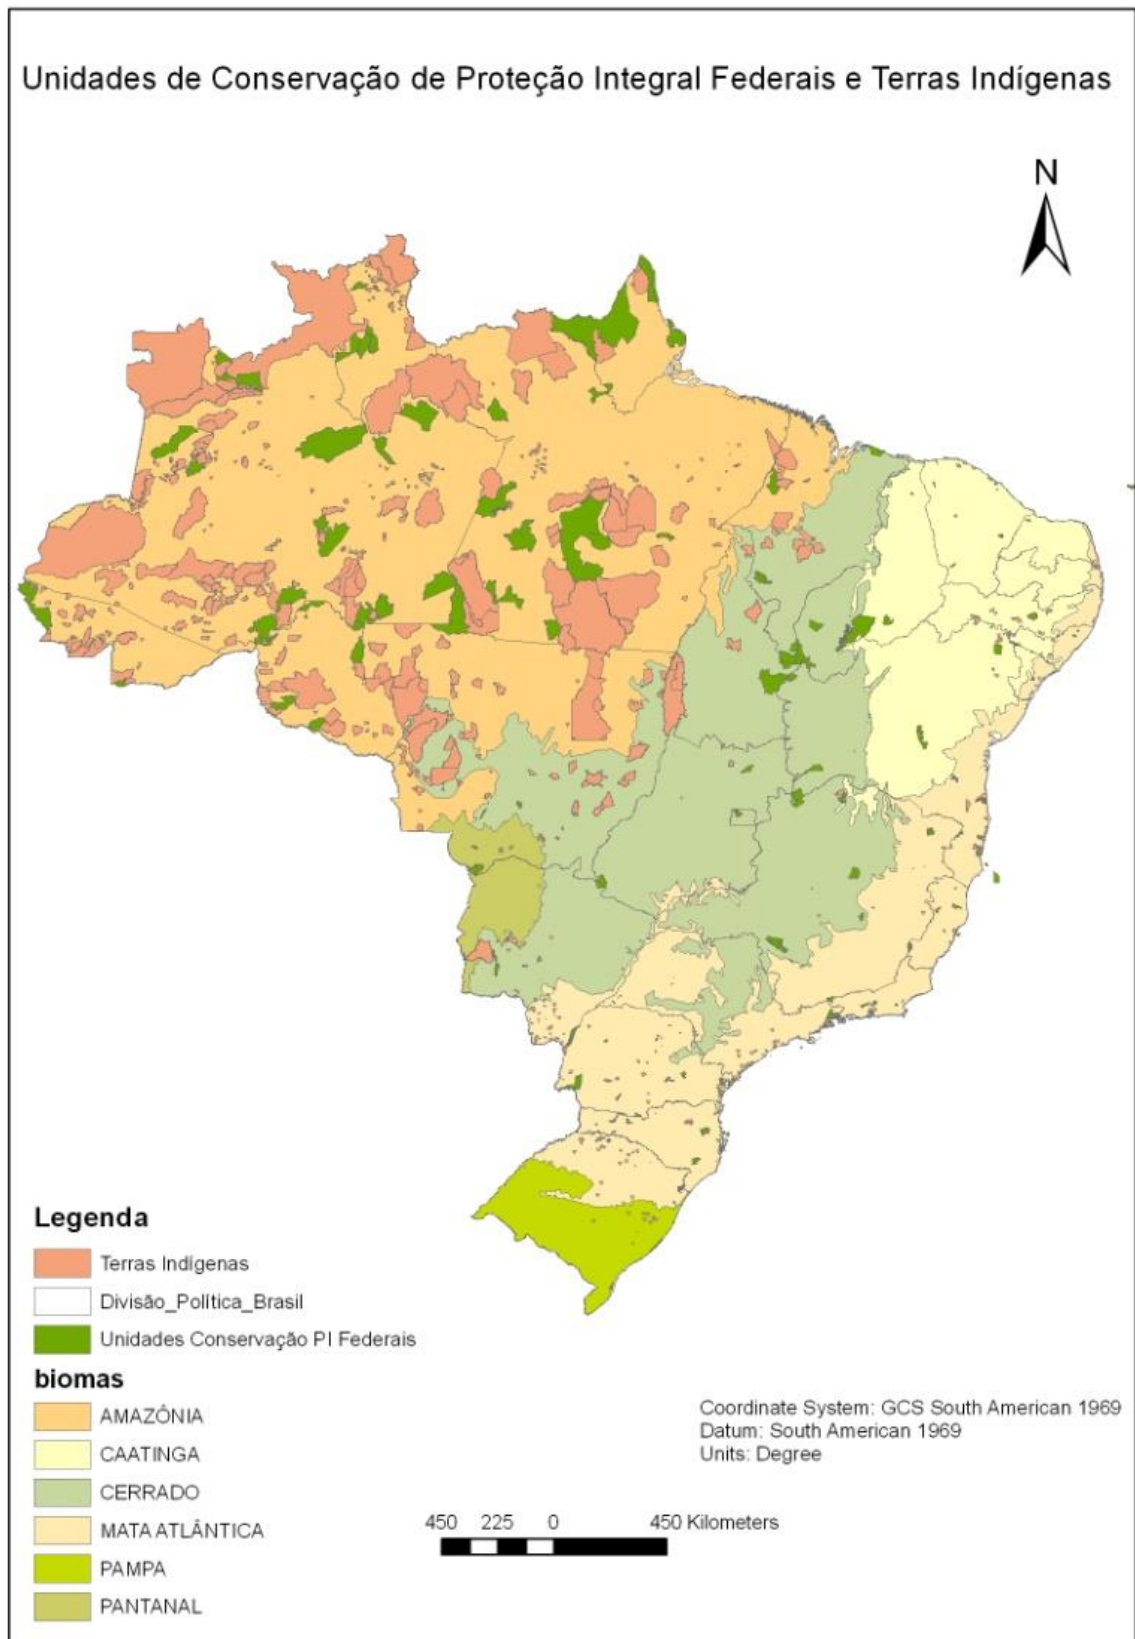 Unidades de Conservação de Proteção Integral Federais e Terras Indígenas
N
Legenda
Terras Indígenas
Divisão_Política_Brasil
Unidades Conservação PI Federais
biomas
AMAZÔNIA
CAATINGA
CERRADO
MATA ATLÂNTICA
PAMPA
PANTANAL
Coordinate System: GCS South American 1969
Datum: South American 1969
Units: Degree
450 225 0 450 Kilometers